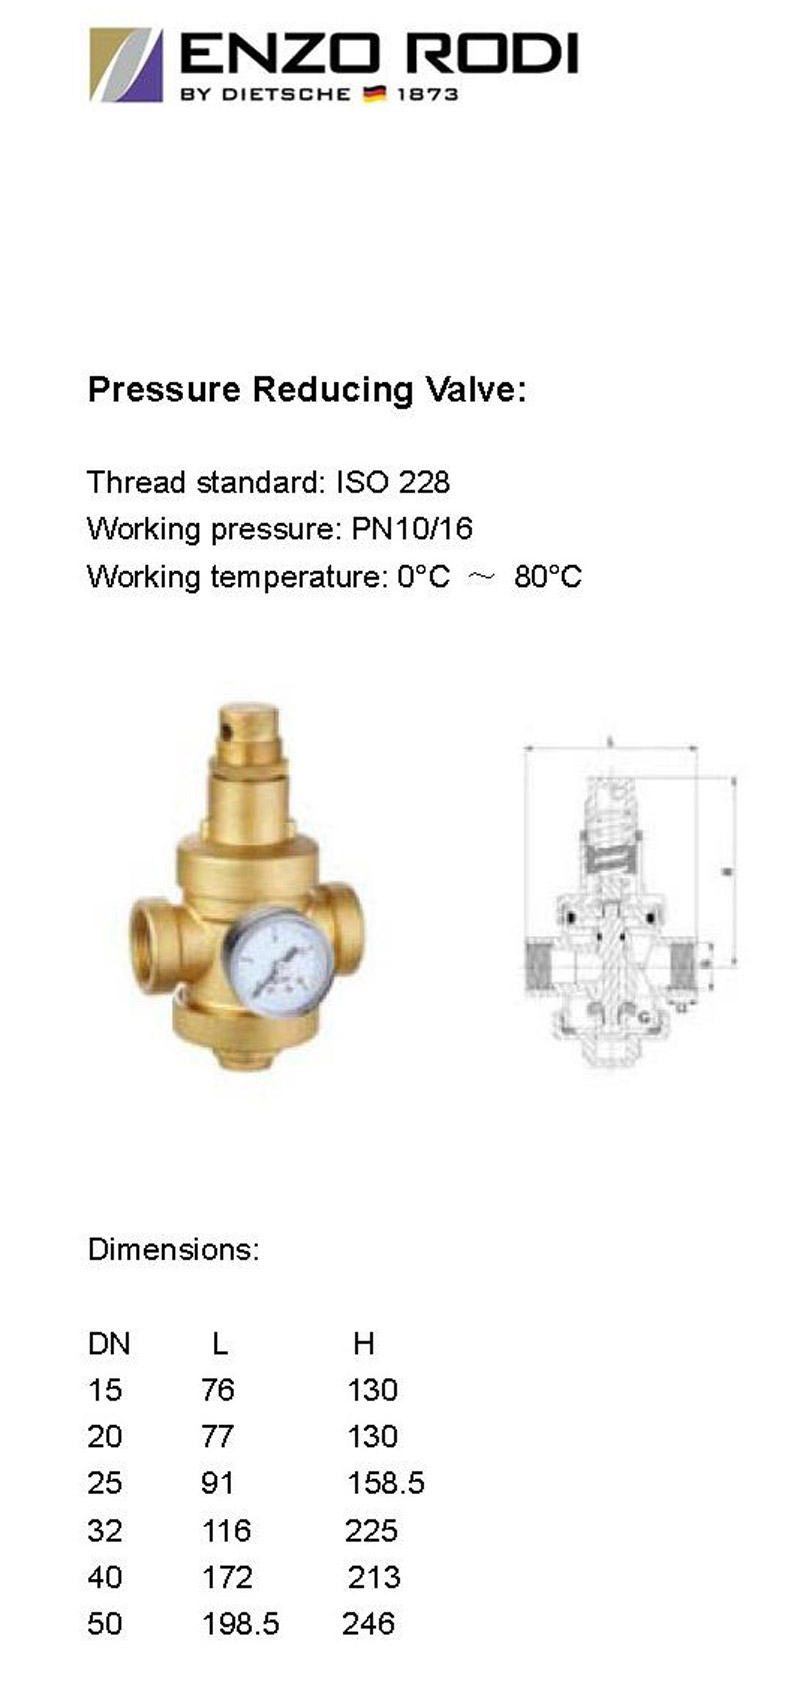 ENZO RODI
BY DIETSCHE 1873
Pressure Reducing Valve:
Thread standard: ISO 228
Working pressure: PN10/16
Working temperature: 0°C ～ 80°C
L
H
G
Dimensions:
DN L H
15 76 130
20 77 130
25 91 158.5
32 116 225
40 172 213
50 198.5 246